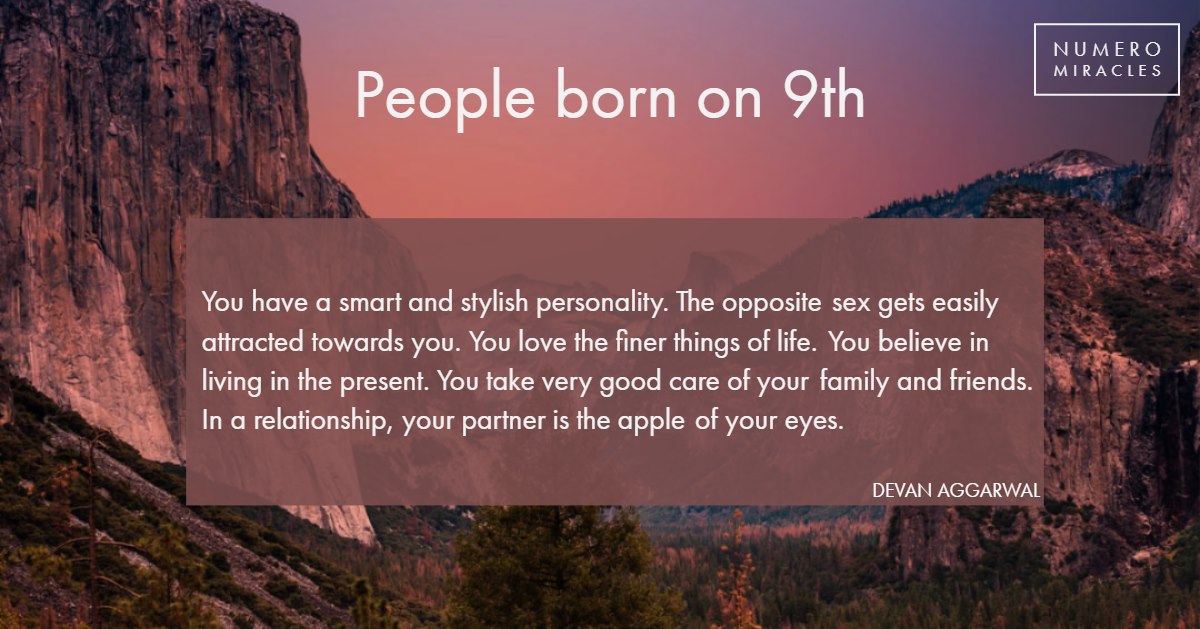 NUMERO
MIRACLES
People born on 9th
You have a smart and stylish personality. The opposite sex gets easily
attracted towards you. You love the finer things of life. You believe in
living in the present. You take very good care of your family and friends.
In a relationship, your partner is the apple of your eyes.
DEVAN AGGARWAL